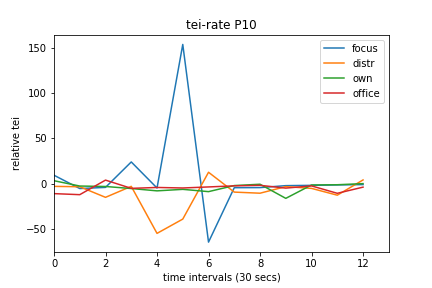 tei-rate P10
focus
distr
own
office
relative tei
150
100
50
0
−50
0 2 4 6 8 10 12
time intervals (30 secs)